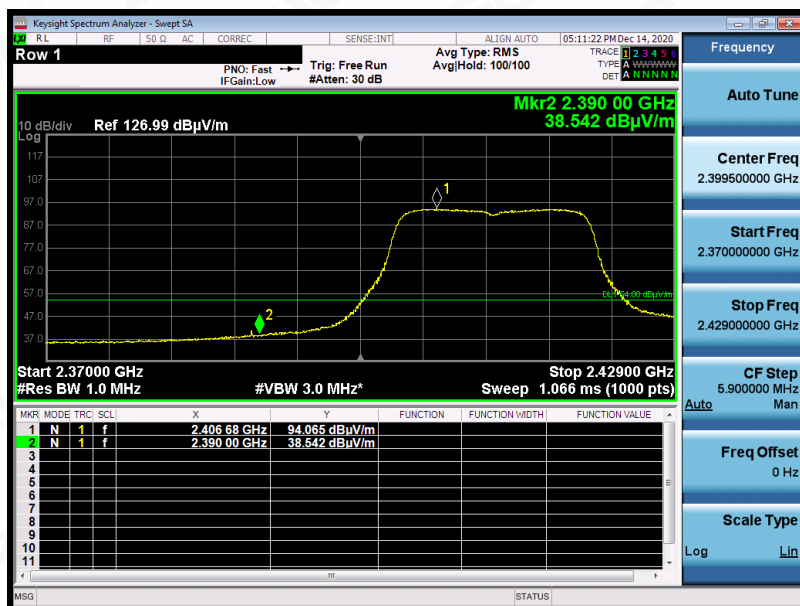 Keysight Spectrum Analyzer - Swept SA
LXI RL RF 50 Ω AC CORREC SENSE:INT ALIGN AUTO 05:11:22 PM Dec 14, 2020
Row 1
PNO: Fast
IFGain:Low
Trig: Free Run
#Atten: 30 dB
Avg Type: RMS
Avg|Hold: 100/100
TRACE 1 2 3 4 5 6
TYPE A WWWWW
DET A N N N N N
Mkr2 2.390 00 GHz
38.542 dBµV/m
10 dB/div Ref 126.99 dBµV/m
Log
117
107
97.0
87.0
77.0
67.0
57.0
47.0
37.0
1
2
Start 2.37000 GHz Stop 2.42900 GHz
#Res BW 1.0 MHz #VBW 3.0 MHz* Sweep 1.066 ms (1000 pts)
MKR MODE TRC SCL X Y FUNCTION FUNCTION WIDTH FUNCTION VALUE
1 N 1 f 2.406 68 GHz 94.065 dBµV/m
2 N 1 f 2.390 00 GHz 38.542 dBµV/m
3
4
5
6
7
8
9
10
11
MSG STATUS
Frequency
Auto Tune
Center Freq
2.399500000 GHz
Start Freq
2.370000000 GHz
Stop Freq
2.429000000 GHz
CF Step
5.900000 MHz
Auto Man
Freq Offset
0 Hz
Scale Type
Log Lin